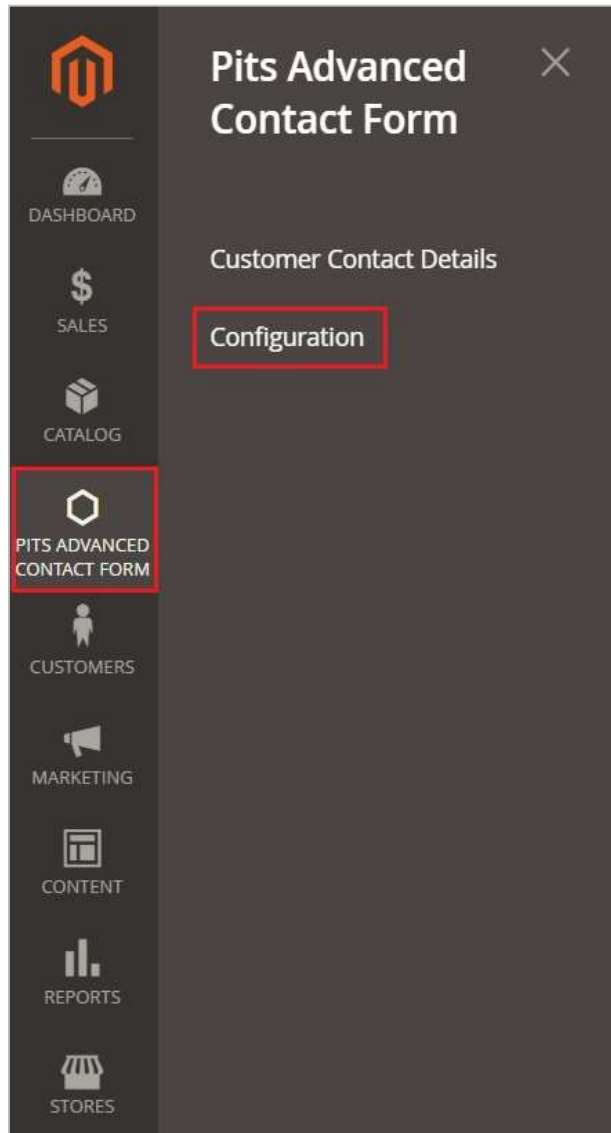 Pits Advanced
Contact Form
Customer Contact Details
Configuration
DASHBOARD
$
SALES
CATALOG
PITS ADVANCED
CONTACT FORM
CUSTOMERS
MARKETING
CONTENT
REPORTS
STORES